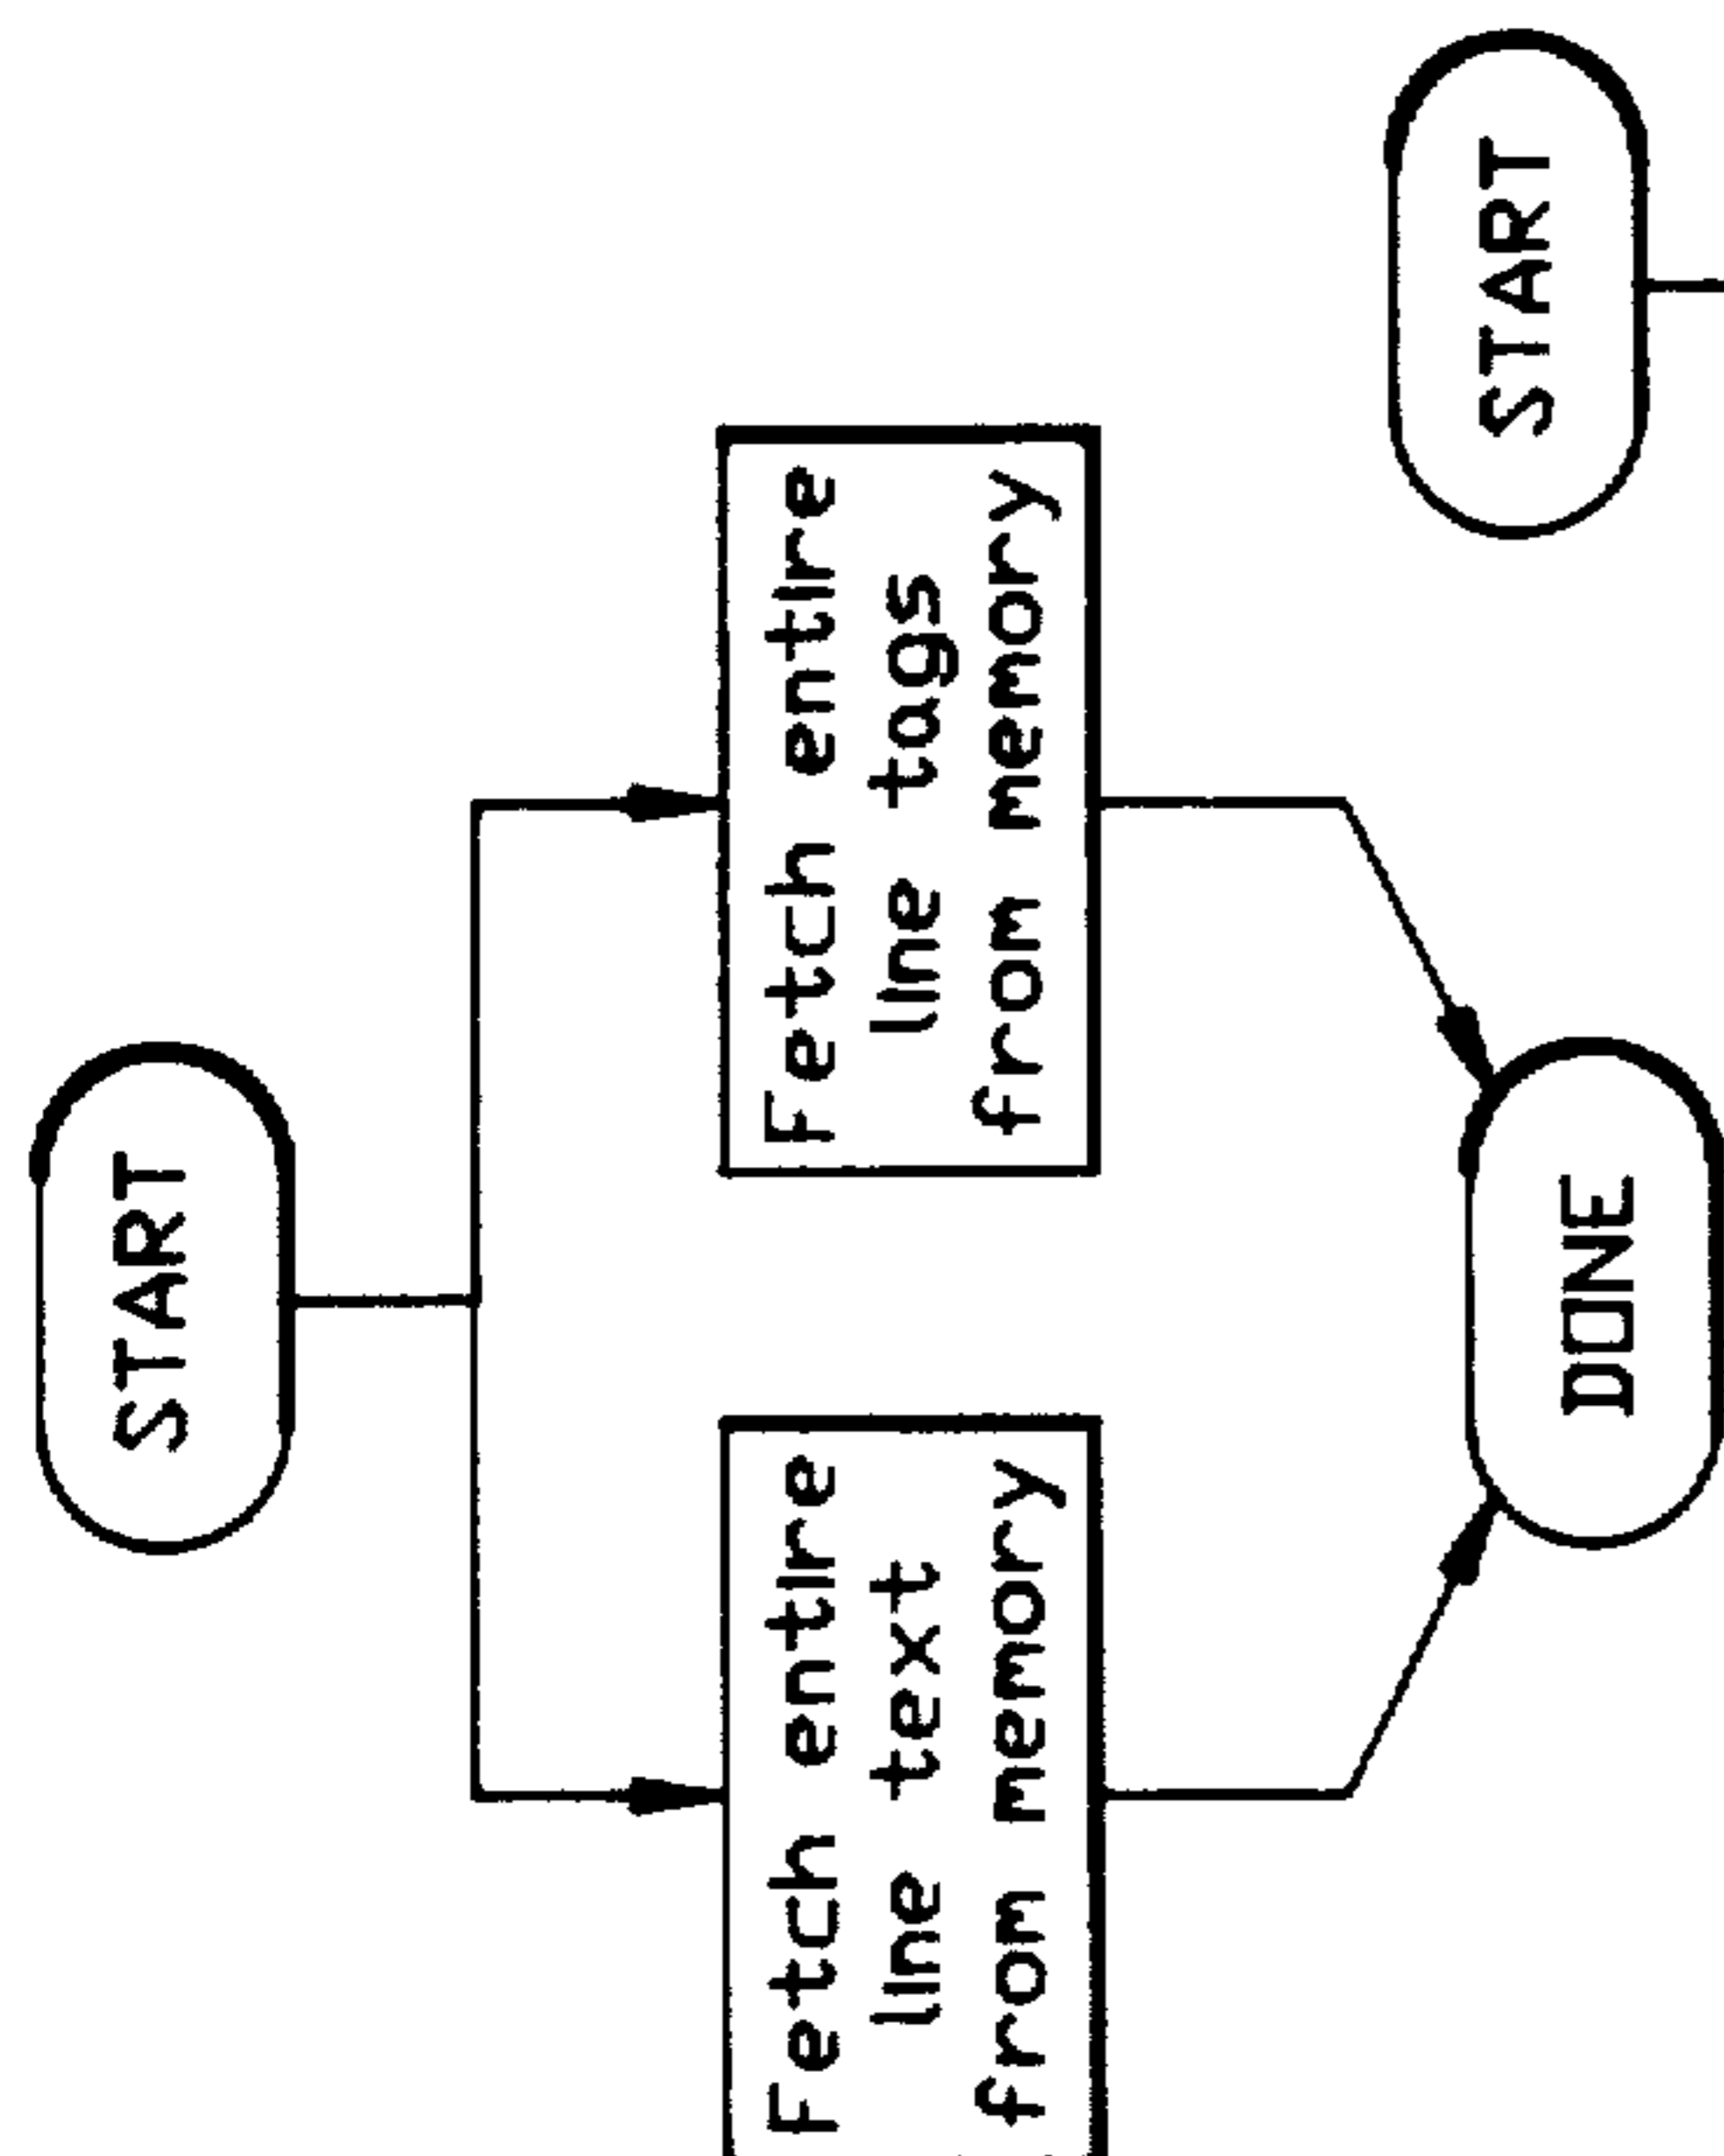 START
Fetch entire
line text
from memory
Fetch entire
line tags
from memory
DONE
START